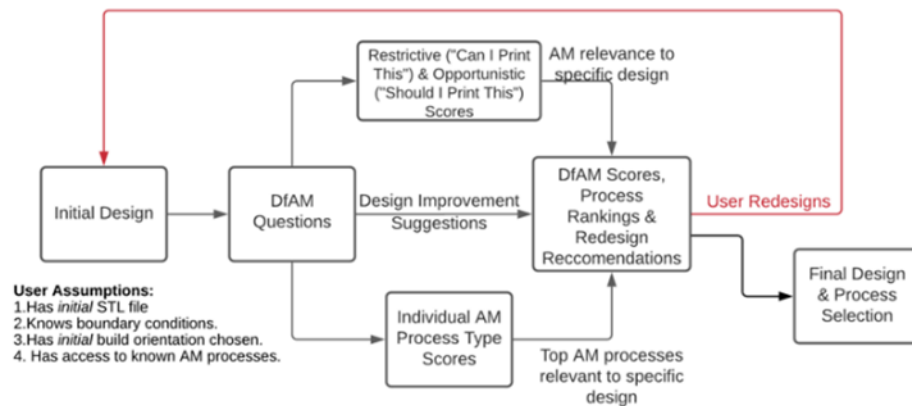 Restrictive ("Can I Print
This") & Opportunistic
("Should I Print This")
Scores
AM relevance to
specific design
Initial Design
DfAM
Questions
Design Improvement
Suggestions
DfAM Scores,
Process
Rankings &
Redesign
Reccomendations
User Redesigns
Final Design
& Process
Selection
User Assumptions:
1.Has initial STL file
2.Knows boundary conditions.
3.Has initial build orientation chosen.
4. Has access to known AM processes.
Individual AM
Process Type
Scores
Top AM processes
relevant to specific
design